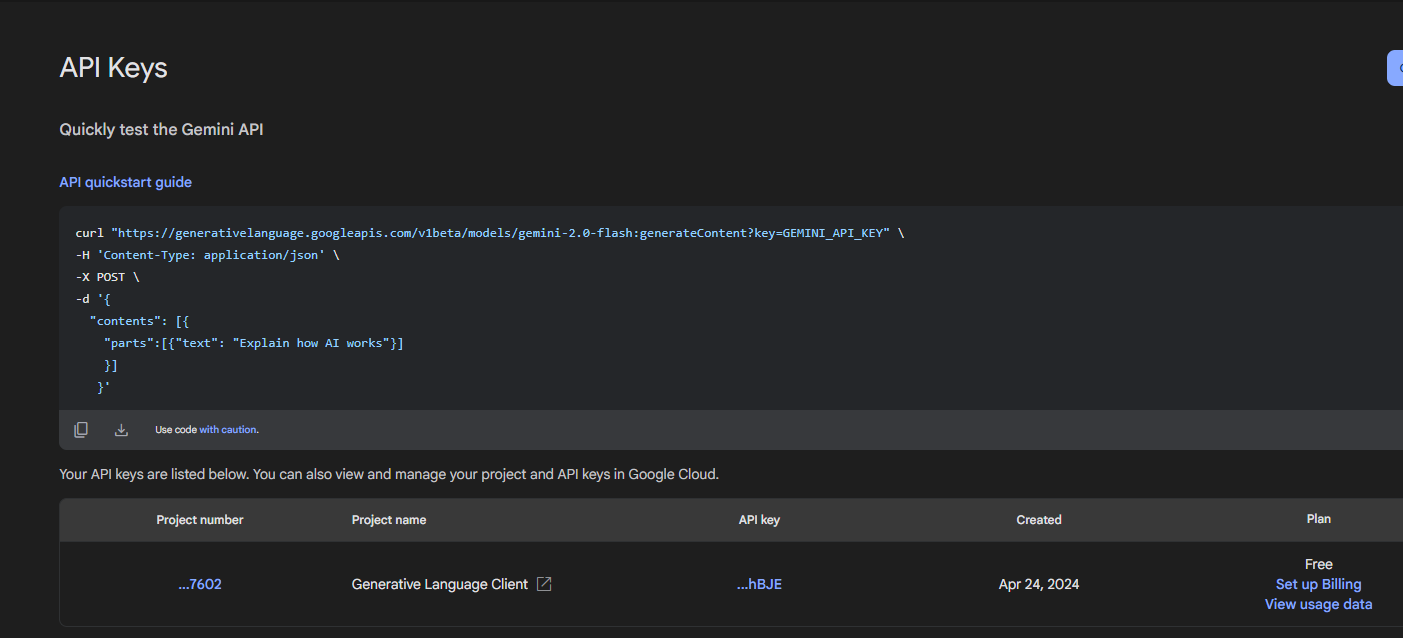 API Keys
Quickly test the Gemini API
API quickstart guide
curl "https://generativelanguage.googleapis.com/v1beta/models/gemini-2.0-flash:generateContent?key=GEMINI_API_KEY" \
-H 'Content-Type: application/json' \
-X POST \
-d '{
"contents": [{
"parts":[{"text": "Explain how AI works"}]
}]
}'
Use code with caution.
Your API keys are listed below. You can also view and manage your project and API keys in Google Cloud.
Project number Project name API key Created Plan
...7602 Generative Language Client ...hBJE Apr 24, 2024 Free
Set up Billing
View usage data